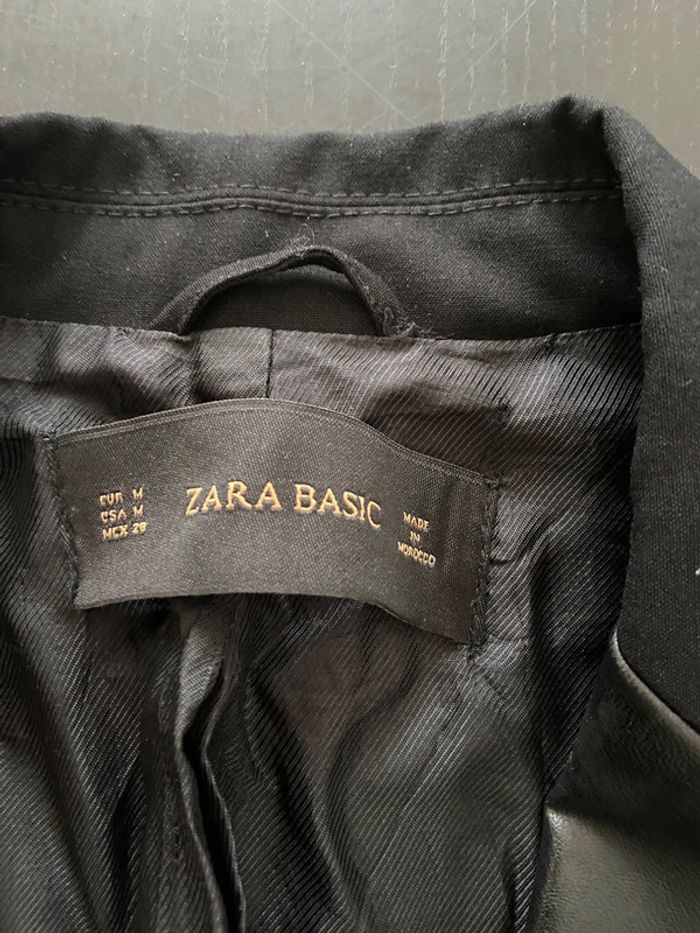 EUR M
USA M
MEX 28
ZARA BASIC
MADE
IN
MOROCCO